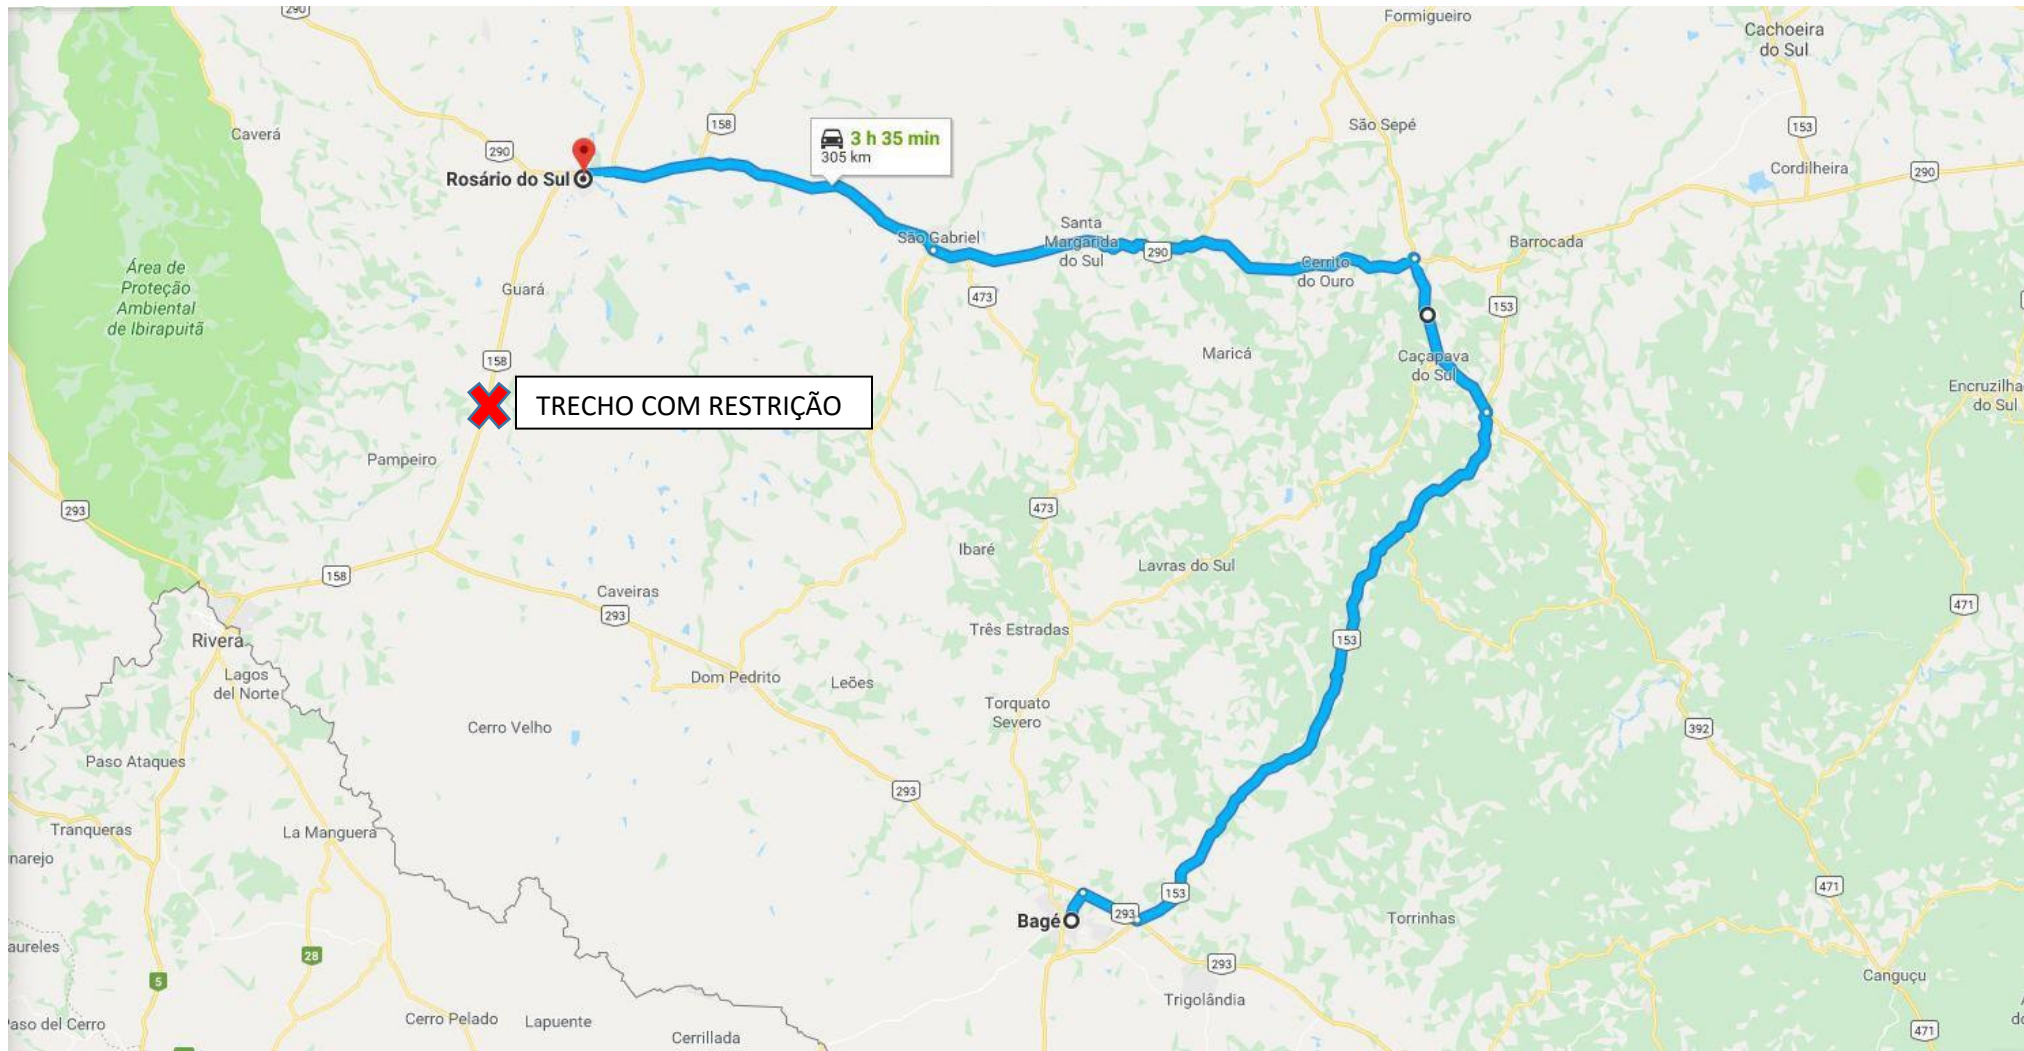 290
Formigueiro
Cachoeira
do Sul
Caverá
158
3 h 35 min
305 km
São Sepé
153
290
Rosário do Sul
Cordilheira
290
Santa
Margarida
do Sul
São Gabriel
290
Barrocada
Cerrito
do Ouro
Área de
Proteção
Ambiental
de Ibirapuitã
Guará
473
153
158
Maricá
Caçapava
do Sul
TRECHO COM RESTRIÇÃO
Encruzilha
do Sul
Pampeiro
293
473
Ibaré
Lavras do Sul
158
Caveiras
293
471
Três Estradas
153
Rivera
Lagos
del Norte
Dom Pedrito
Leões
Torquato
Severo
Cerro Velho
392
Paso Ataques
293
Tranqueras
La Manguera
narejo
153
471
Bagé
293
Torrinhas
aureles
28
293
5
Trigolândia
Canguçu
Paso del Cerro
Cerro Pelado
Lapuente
Cerrillada
471